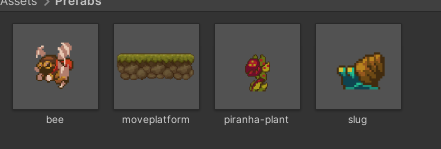 Assets > Prefabs
bee
moveplatform
piranha-plant
slug